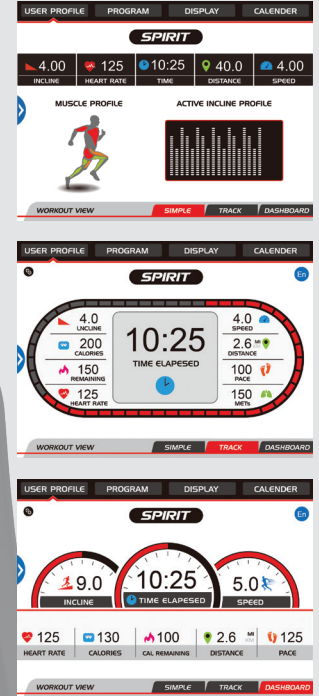 USER PROFILE PROGRAM DISPLAY CALENDER
SPIRIT
4.00 125 10:25 40.0 4.00
INCLINE HEART RATE TIME DISTANCE SPEED
MUSCLE PROFILE ACTIVE INCLINE PROFILE
WORKOUT VIEW SIMPLE TRACK DASHBOARD
USER PROFILE PROGRAM DISPLAY CALENDER
SPIRIT En
4.0 4.0
LNCLINE SPEED
200 10:25 2.6 MI
CALORIES DISTANCE
150 TIME ELAPESED 100
REMAINING PACE
125 150
HEART RATE METs
WORKOUT VIEW SIMPLE TRACK DASHBOARD
USER PROFILE PROGRAM DISPLAY CALENDER
SPIRIT En
9.0 10:25 5.0
INCLINE TIME ELAPESED SPEED
125 130 100 2.6 MI 125
HEART RATE CALORIES CAL REMAINING DISTANCE PACE
WORKOUT VIEW SIMPLE TRACK DASHBOARD